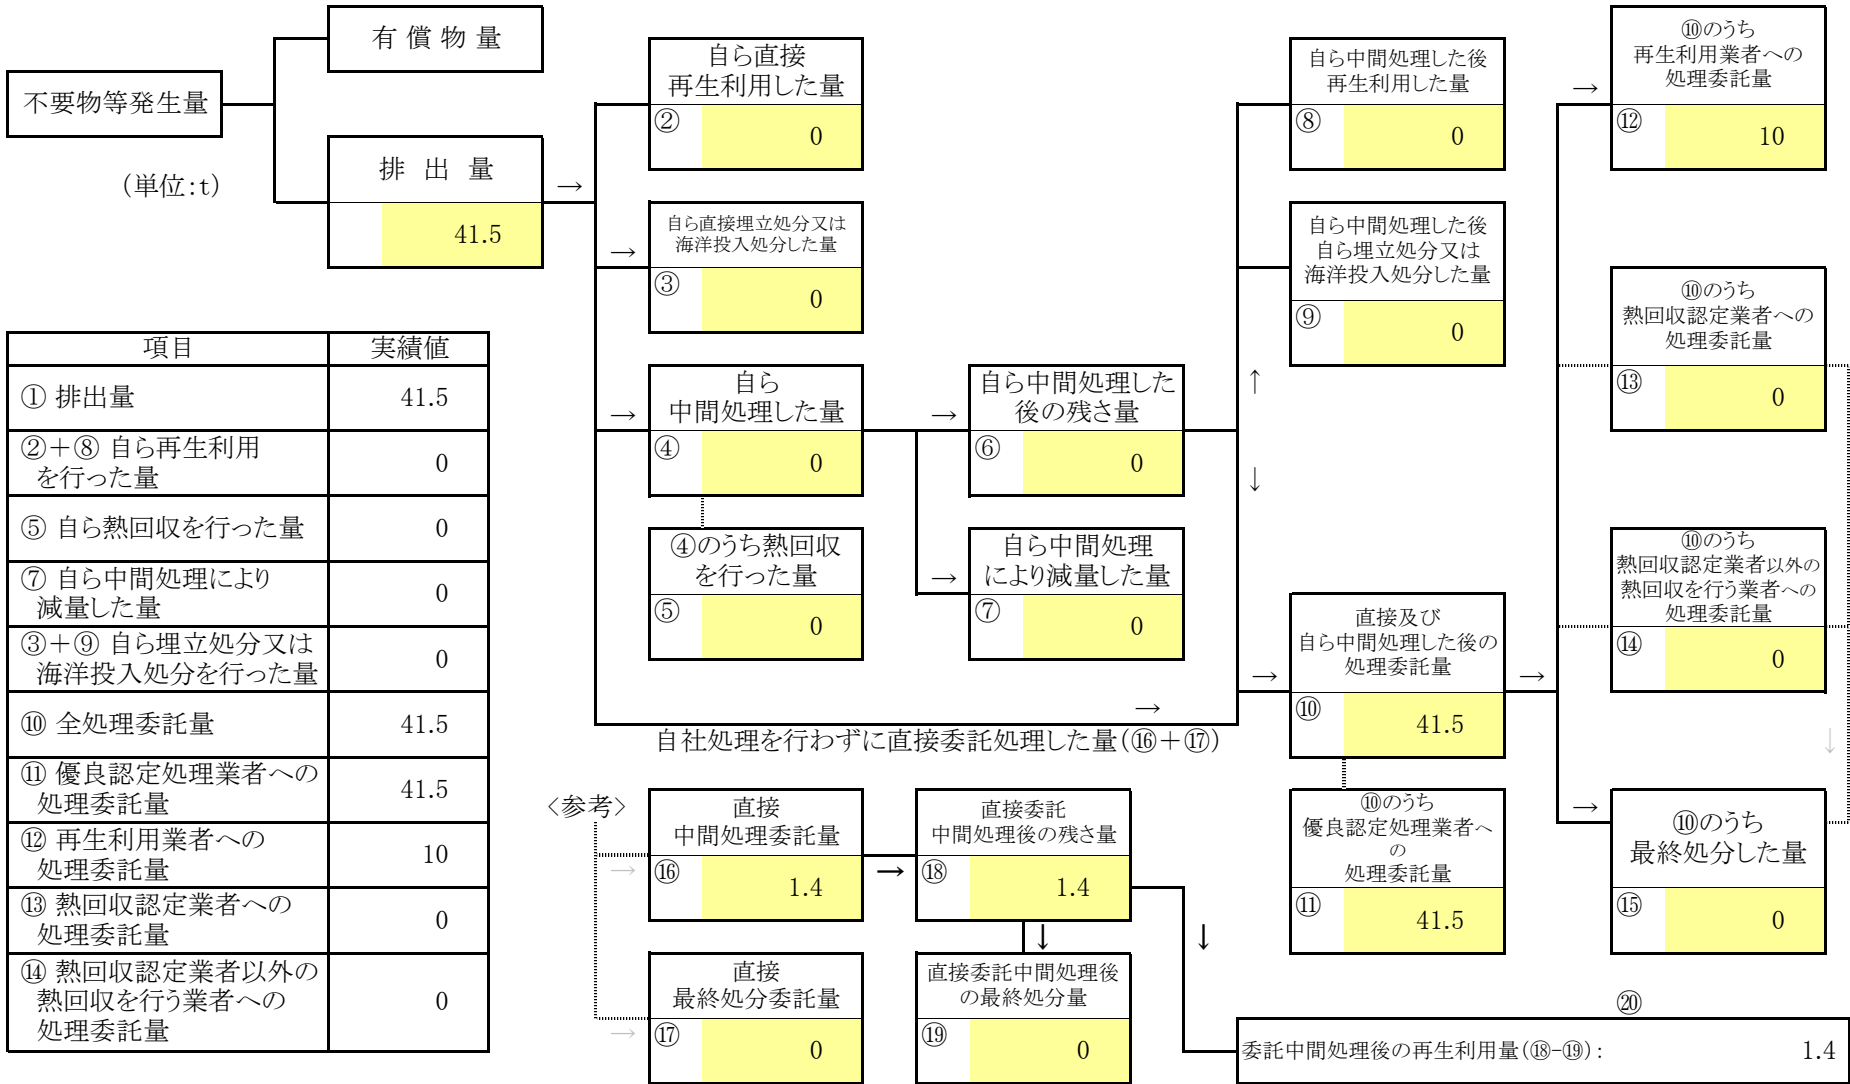 有 償 物 量
不要物等発生量
(単位:t)
排 出 量
→
41.5
自ら直接
再生利用した量
②
0
→
自ら直接埋立処分又は
海洋投入処分した量
③
0
→
自ら
中間処理した量
④
0
④のうち熱回収
を行った量
⑤
0
→
自ら中間処理した
後の残さ量
⑥
0
→
自ら中間処理
により減量した量
⑦
0
自ら中間処理した後
再生利用した量
⑧
0
自ら中間処理した後
自ら埋立処分又は
海洋投入処分した量
⑨
0
↑
↓
→
自社処理を行わずに直接委託処理した量(⑯+⑰)
→
直接及び
自ら中間処理した後の
処理委託量
⑩
41.5
⑩のうち
優良認定処理業者へ
の
処理委託量
⑪
41.5
→
→
⑩のうち
再生利用業者への
処理委託量
⑫
10
⑩のうち
熱回収認定業者への
処理委託量
⑬
0
⑩のうち
熱回収認定業者以外の
熱回収を行う業者への
処理委託量
⑭
0
↓
→
⑩のうち
最終処分した量
⑮
0
項目 実績値
① 排出量 41.5
②+⑧ 自ら再生利用
を行った量 0
⑤ 自ら熱回収を行った量 0
⑦ 自ら中間処理により
減量した量 0
③+⑨ 自ら埋立処分又は
海洋投入処分を行った量 0
⑩ 全処理委託量 41.5
⑪ 優良認定処理業者への
処理委託量 41.5
⑫ 再生利用業者への
処理委託量 10
⑬ 熱回収認定業者への
処理委託量 0
⑭ 熱回収認定業者以外の
熱回収を行う業者への
処理委託量 0
<参考>
→
直接
中間処理委託量
⑯
1.4
→
直接委託
中間処理後の残さ量
⑱
1.4
↓
↓
→
直接
最終処分委託量
⑰
0
直接委託中間処理後
の最終処分量
⑲
0
⑳
委託中間処理後の再生利用量(⑱-⑲): 1.4